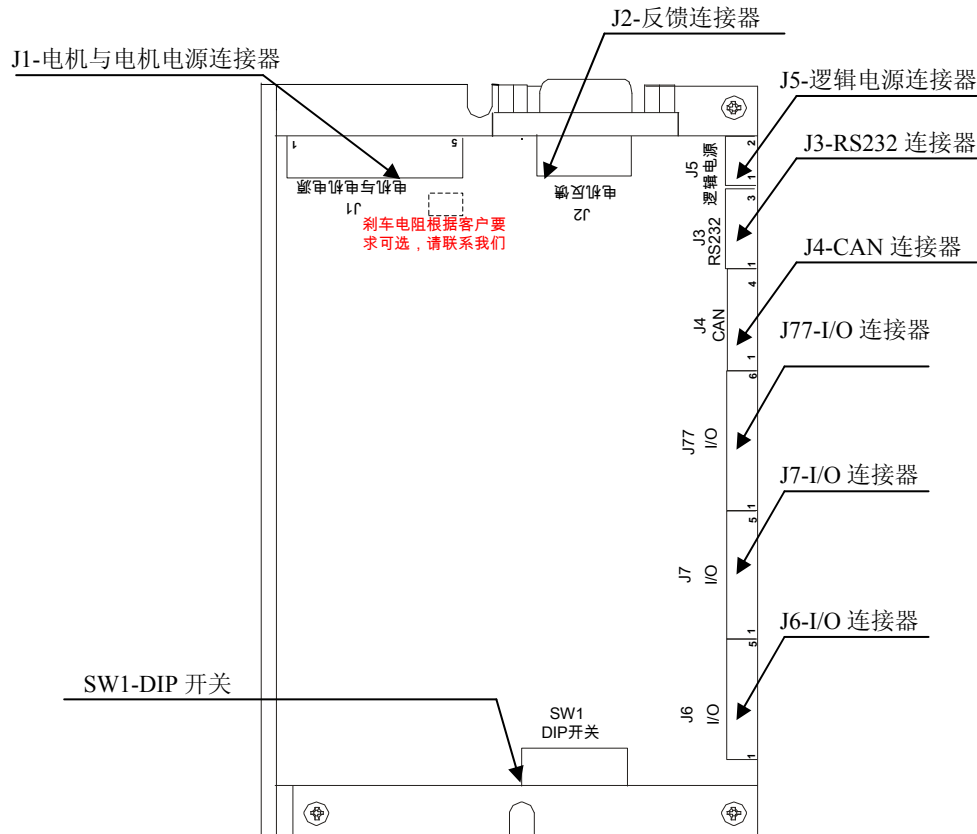 J2-反馈连接器
J1-电机与电机电源连接器
J5-逻辑电源连接器
1
5
J5
逻辑电源
2
1
J3-RS232 连接器
电机与电机电源
J1
电机反馈
J2
刹车电阻根据客户要
求可选，请联系我们
J3
RS232
3
1
J4-CAN 连接器
J4
CAN
4
1
J77-I/O 连接器
J77
I/O
6
1
J7-I/O 连接器
J7
I/O
5
1
J6-I/O 连接器
J6
I/O
5
1
SW1-DIP 开关
SW1
DIP开关